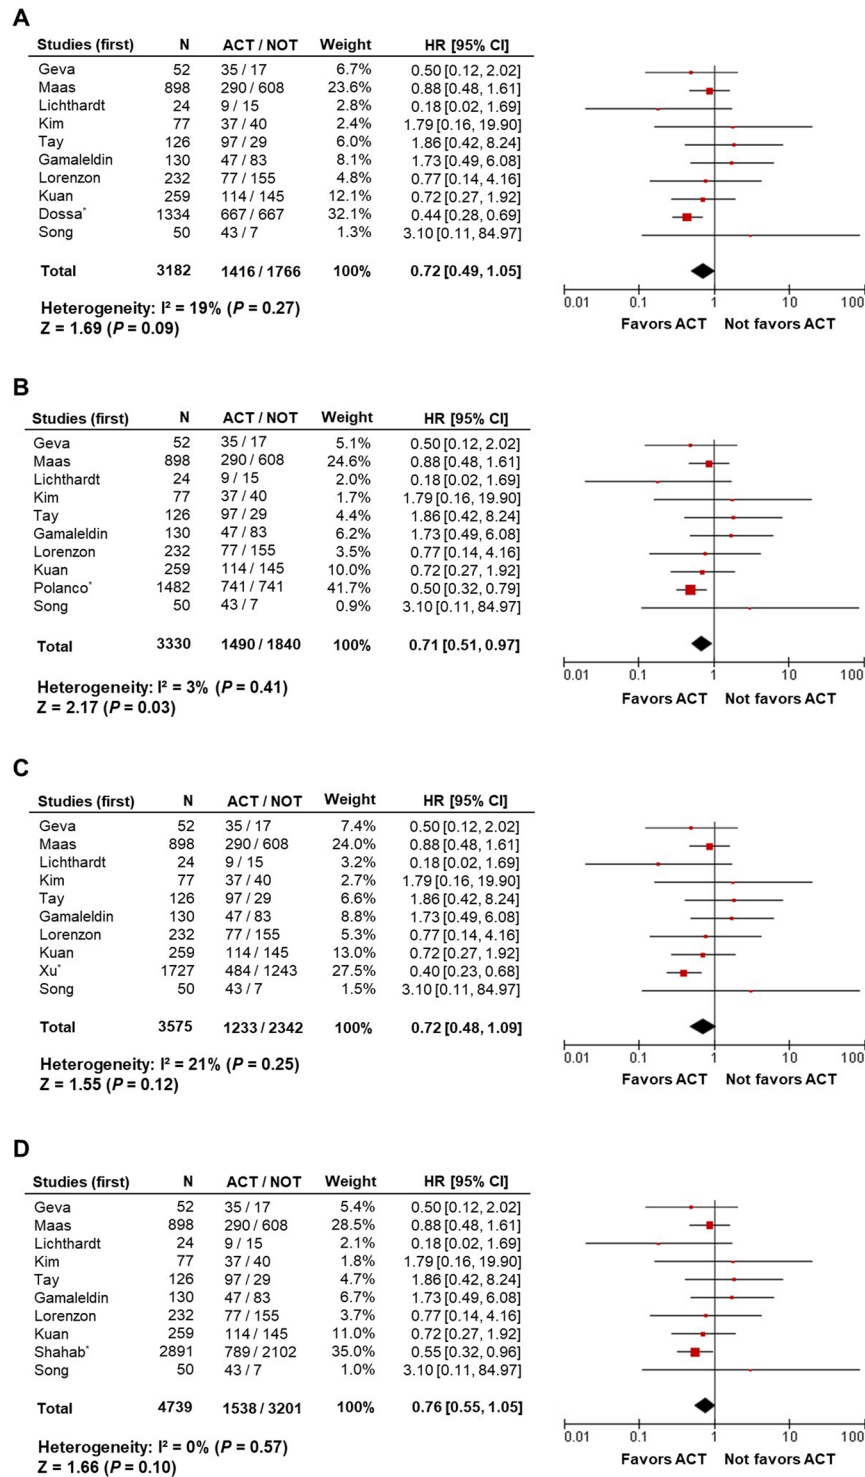 A
Studies (first) N ACT / NOT Weight HR [95% CI]
Geva 52 35 / 17 6.7% 0.50 [0.12, 2.02]
Maas 898 290 / 608 23.6% 0.88 [0.48, 1.61]
Lichthardt 24 9 / 15 2.8% 0.18 [0.02, 1.69]
Kim 77 37 / 40 2.4% 1.79 [0.16, 19.90]
Tay 126 97 / 29 6.0% 1.86 [0.42, 8.24]
Gamaleldin 130 47 / 83 8.1% 1.73 [0.49, 6.08]
Lorenzon 232 77 / 155 4.8% 0.77 [0.14, 4.16]
Kuan 259 114 / 145 12.1% 0.72 [0.27, 1.92]
Dossa* 1334 667 / 667 32.1% 0.44 [0.28, 0.69]
Song 50 43 / 7 1.3% 3.10 [0.11, 84.97]
Total 3182 1416 / 1766 100% 0.72 [0.49, 1.05]
0.01 0.1 1 10 100
Heterogeneity: I² = 19% (P = 0.27)
Favors ACT Not favors ACT
Z = 1.69 (P = 0.09)
B
Studies (first) N ACT / NOT Weight HR [95% CI]
Geva 52 35 / 17 5.1% 0.50 [0.12, 2.02]
Maas 898 290 / 608 24.6% 0.88 [0.48, 1.61]
Lichthardt 24 9 / 15 2.0% 0.18 [0.02, 1.69]
Kim 77 37 / 40 1.7% 1.79 [0.16, 19.90]
Tay 126 97 / 29 4.4% 1.86 [0.42, 8.24]
Gamaleldin 130 47 / 83 6.2% 1.73 [0.49, 6.08]
Lorenzon 232 77 / 155 3.5% 0.77 [0.14, 4.16]
Kuan 259 114 / 145 10.0% 0.72 [0.27, 1.92]
Polanco* 1482 741 / 741 41.7% 0.50 [0.32, 0.79]
Song 50 43 / 7 0.9% 3.10 [0.11, 84.97]
Total 3330 1490 / 1840 100% 0.71 [0.51, 0.97]
0.01 0.1 1 10 100
Heterogeneity: I² = 3% (P = 0.41)
Favors ACT Not favors ACT
Z = 2.17 (P = 0.03)
C
Studies (first) N ACT / NOT Weight HR [95% CI]
Geva 52 35 / 17 7.4% 0.50 [0.12, 2.02]
Maas 898 290 / 608 24.0% 0.88 [0.48, 1.61]
Lichthardt 24 9 / 15 3.2% 0.18 [0.02, 1.69]
Kim 77 37 / 40 2.7% 1.79 [0.16, 19.90]
Tay 126 97 / 29 6.6% 1.86 [0.42, 8.24]
Gamaleldin 130 47 / 83 8.8% 1.73 [0.49, 6.08]
Lorenzon 232 77 / 155 5.3% 0.77 [0.14, 4.16]
Kuan 259 114 / 145 13.0% 0.72 [0.27, 1.92]
Xu* 1727 484 / 1243 27.5% 0.40 [0.23, 0.68]
Song 50 43 / 7 1.5% 3.10 [0.11, 84.97]
Total 3575 1233 / 2342 100% 0.72 [0.48, 1.09]
0.01 0.1 1 10 100
Heterogeneity: I² = 21% (P = 0.25)
Favors ACT Not favors ACT
Z = 1.55 (P = 0.12)
D
Studies (first) N ACT / NOT Weight HR [95% CI]
Geva 52 35 / 17 5.4% 0.50 [0.12, 2.02]
Maas 898 290 / 608 28.5% 0.88 [0.48, 1.61]
Lichthardt 24 9 / 15 2.1% 0.18 [0.02, 1.69]
Kim 77 37 / 40 1.8% 1.79 [0.16, 19.90]
Tay 126 97 / 29 4.7% 1.86 [0.42, 8.24]
Gamaleldin 130 47 / 83 6.7% 1.73 [0.49, 6.08]
Lorenzon 232 77 / 155 3.7% 0.77 [0.14, 4.16]
Kuan 259 114 / 145 11.0% 0.72 [0.27, 1.92]
Shahab* 2891 789 / 2102 35.0% 0.55 [0.32, 0.96]
Song 50 43 / 7 1.0% 3.10 [0.11, 84.97]
Total 4739 1538 / 3201 100% 0.76 [0.55, 1.05]
0.01 0.1 1 10 100
Heterogeneity: I² = 0% (P = 0.57)
Favors ACT Not favors ACT
Z = 1.66 (P = 0.10)